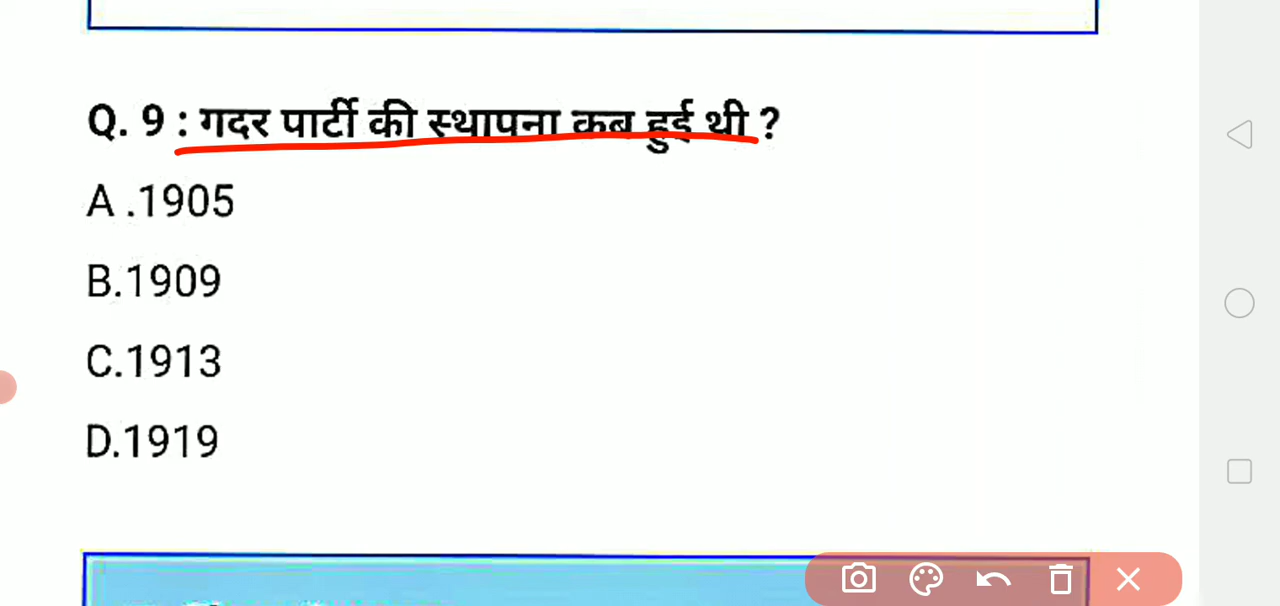 Q. 9 : गदर पार्टी की स्थापना कब हुई थी ?
A .1905
B.1909
C.1913
D.1919